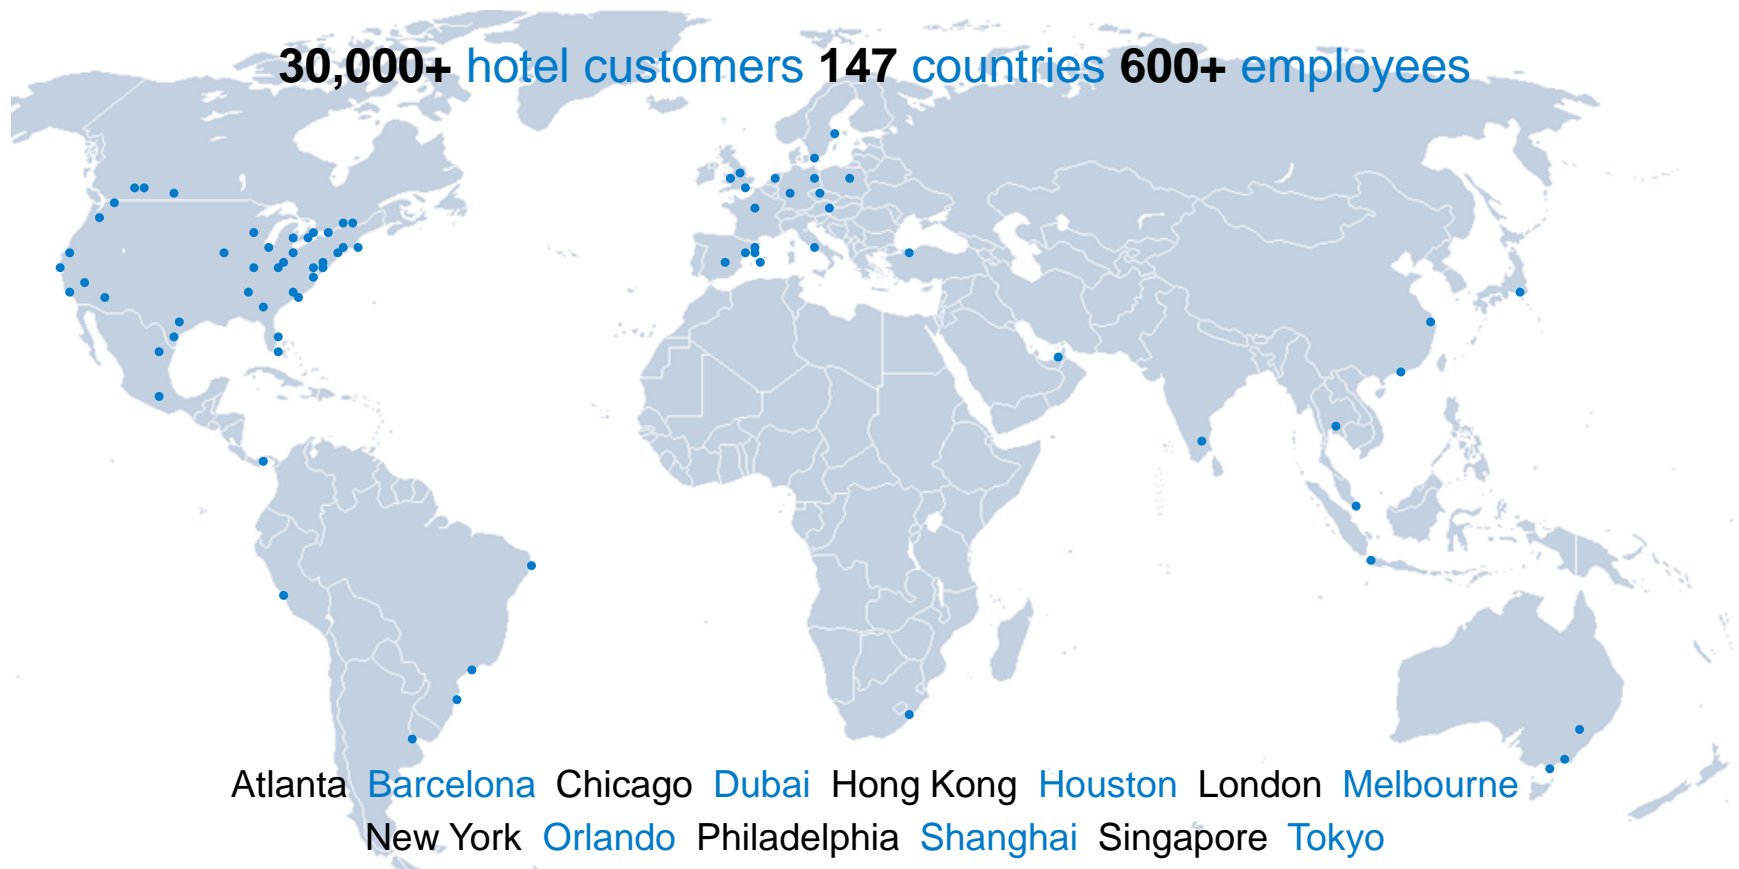 30,000+ hotel customers 147 countries 600+ employees
Atlanta Barcelona Chicago Dubai Hong Kong Houston London Melbourne
New York Orlando Philadelphia Shanghai Singapore Tokyo